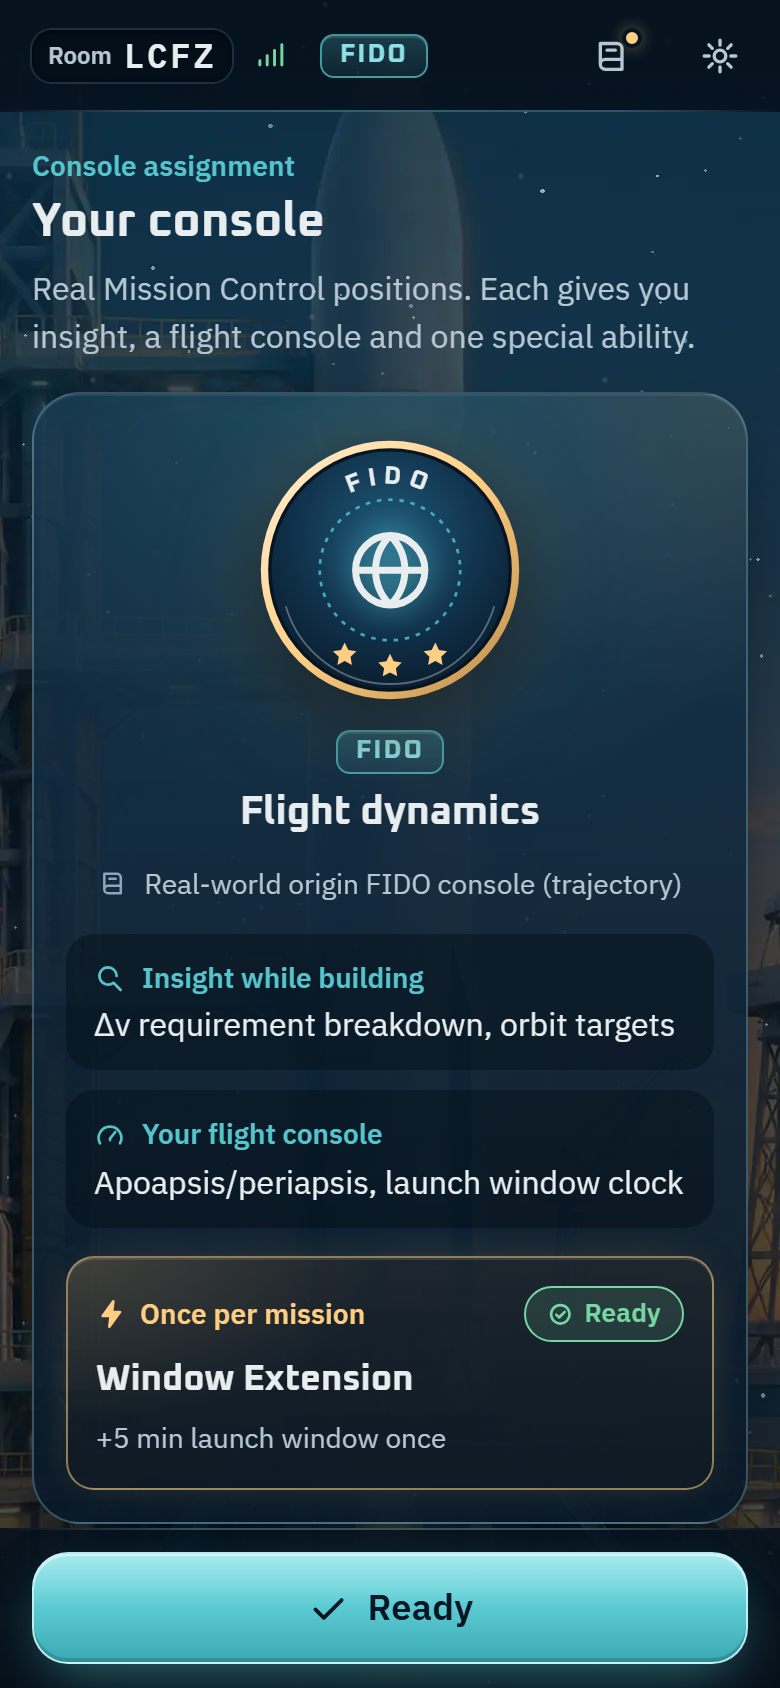 Room LCFZ FIDO
Console assignment
Your console
Real Mission Control positions. Each gives you
insight, a flight console and one special ability.
FIDO
FIDO
Flight dynamics
Real-world origin FIDO console (trajectory)
Insight while building
Δv requirement breakdown, orbit targets
Your flight console
Apoapsis/periapsis, launch window clock
Once per mission Ready
Window Extension
+5 min launch window once
Ready